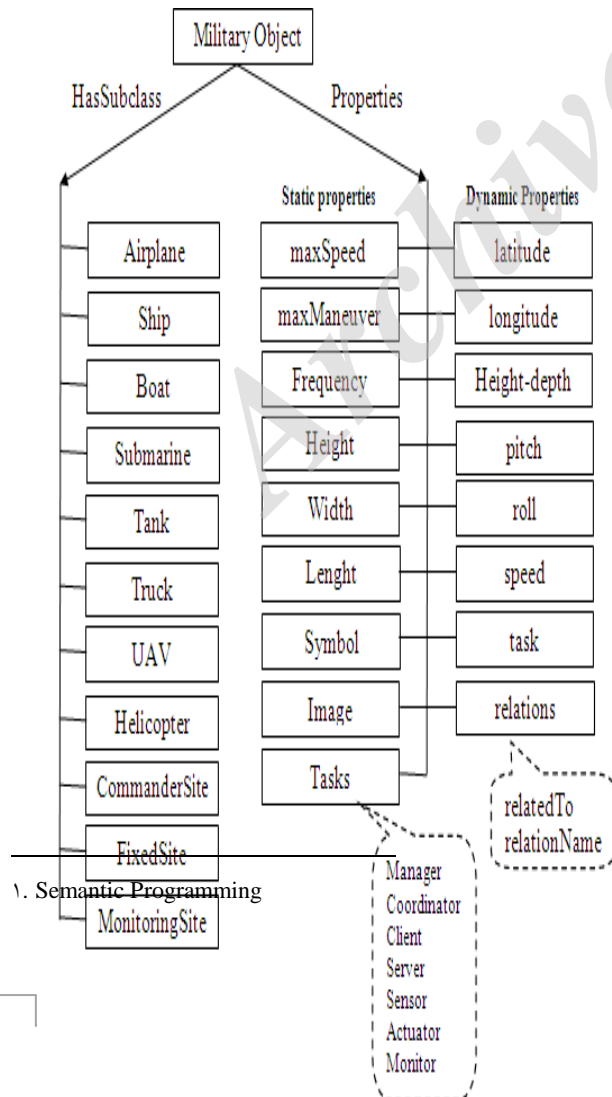 Military Object
HasSubclass
Properties
Static properties
Dynamic Properties
Airplane
Ship
Boat
Submarine
Tank
Truck
UAV
Helicopter
CommanderSite
FixedSite
MonitoringSite
maxSpeed
maxManeuver
Frequency
Height
Width
Lenght
Symbol
Image
Tasks
latitude
longitude
Height-depth
pitch
roll
speed
task
relations
relatedTo
relationName
Manager
Coordinator
Client
Server
Sensor
Actuator
Monitor
۱. Semantic Programming
Archive